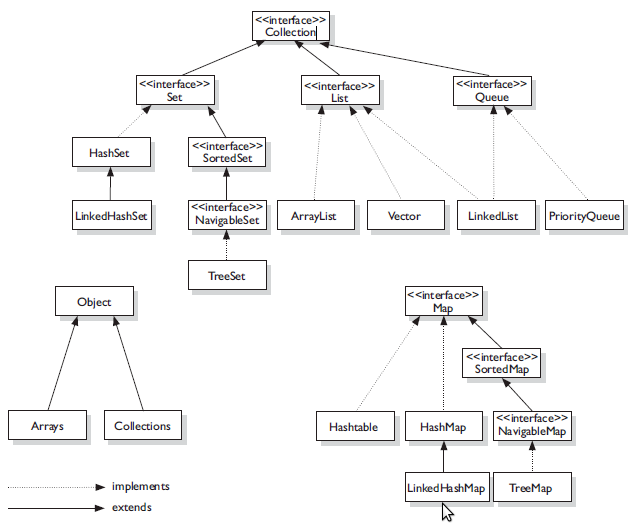 <<interface>>
Collection
<<interface>>
Set
<<interface>>
List
<<interface>>
Queue
HashSet
<<interface>>
SortedSet
LinkedHashSet
<<interface>>
NavigableSet
ArrayList
Vector
LinkedList
PriorityQueue
TreeSet
Object
<<interface>>
Map
<<interface>>
SortedMap
Arrays
Collections
Hashtable
HashMap
<<interface>>
NavigableMap
LinkedHashMap
TreeMap
implements
extends